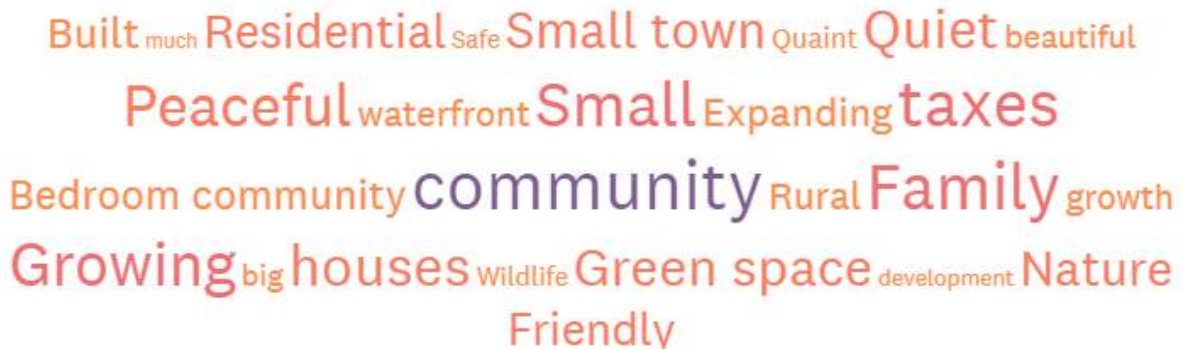 Built much Residential Safe Small town Quaint Quiet beautiful
Peaceful waterfront Small Expanding taxes
Bedroom community community Rural Family growth
Growing big houses Wildlife Green space development Nature
Friendly